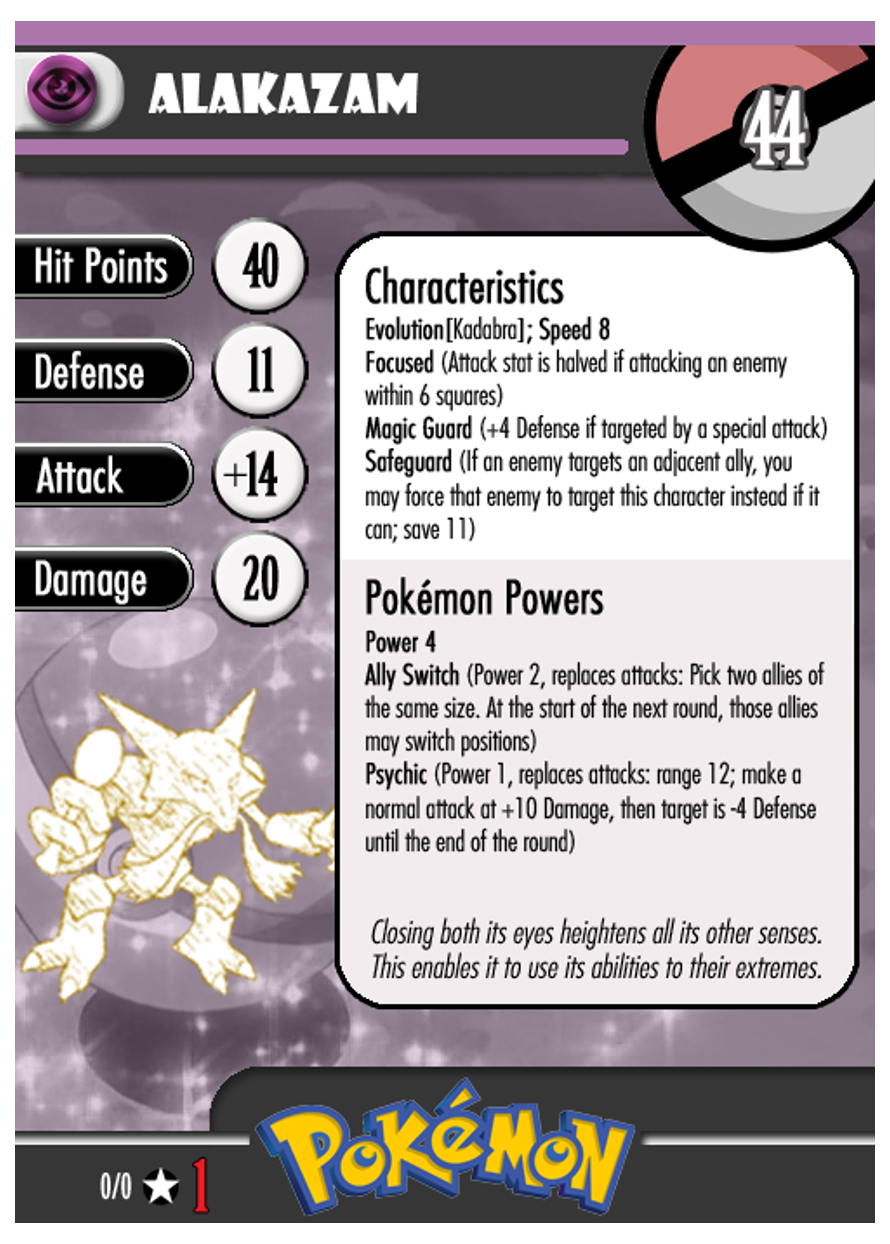 ALAKAZAM
44
Hit Points 40
Defense 11
Attack +14
Damage 20
Characteristics
Evolution[Kadabra]; Speed 8
Focused (Attack stat is halved if attacking an enemy
within 6 squares)
Magic Guard (+4 Defense if targeted by a special attack)
Safeguard (If an enemy targets an adjacent ally, you
may force that enemy to target this character instead if it
can; save 11)
Pokémon Powers
Power 4
Ally Switch (Power 2, replaces attacks: Pick two allies of
the same size. At the start of the next round, those allies
may switch positions)
Psychic (Power 1, replaces attacks: range 12; make a
normal attack at +10 Damage, then target is -4 Defense
until the end of the round)
Closing both its eyes heightens all its other senses.
This enables it to use its abilities to their extremes.
0/0 ★ 1
POKéMON